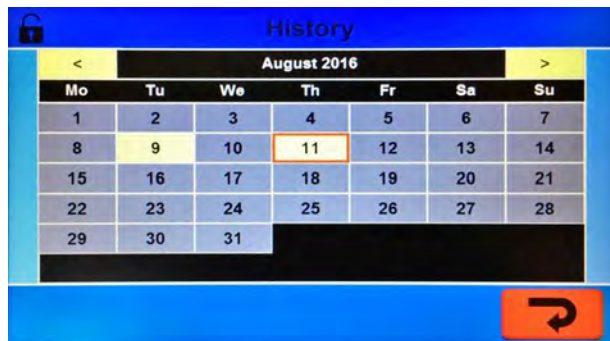 History
< August 2016 >
Mo Tu We Th Fr Sa Su
1 2 3 4 5 6 7
8 9 10 11 12 13 14
15 16 17 18 19 20 21
22 23 24 25 26 27 28
29 30 31